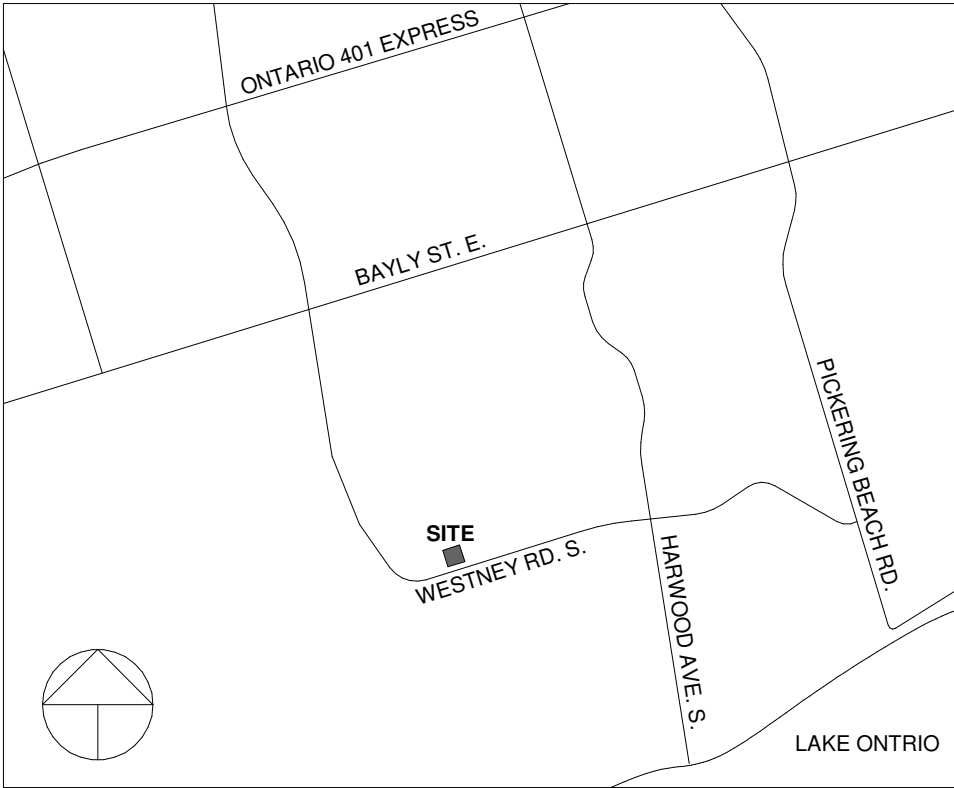 ONTARIO 401 EXPRESS
BAYLY ST. E.
PICKERING BEACH RD.
SITE
WESTNEY RD. S.
HARWOOD AVE. S.
LAKE ONTRIO